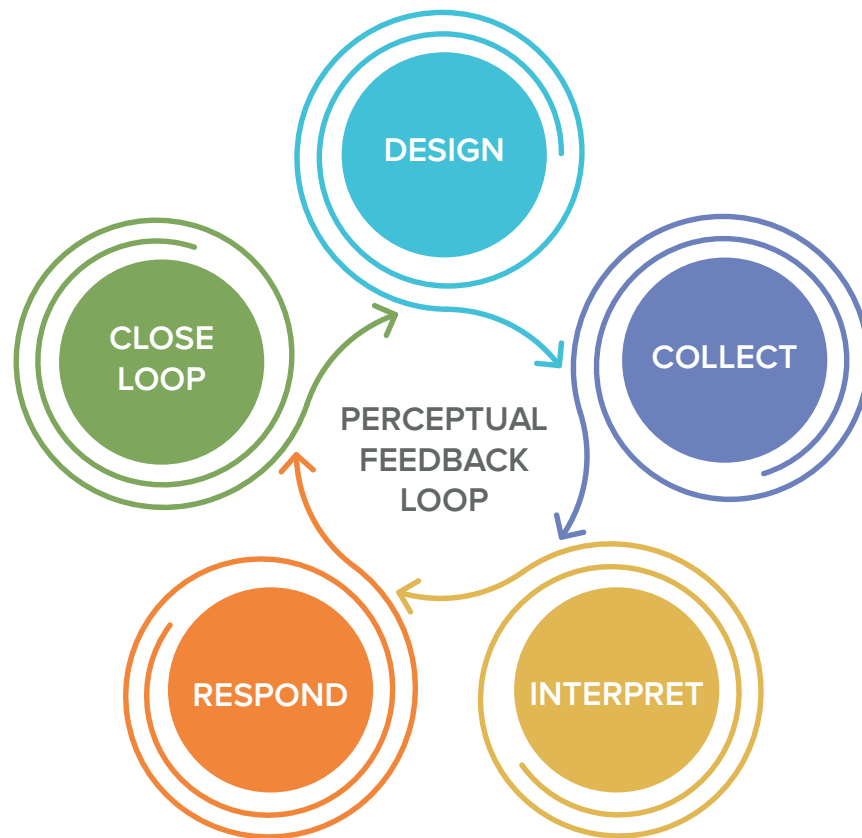 DESIGN
COLLECT
INTERPRET
RESPOND
CLOSE
LOOP
PERCEPTUAL
FEEDBACK
LOOP